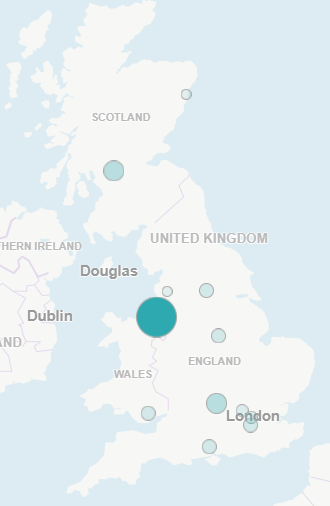 SCOTLAND
UNITED KINGDOM
THERN IRELAND
Douglas
Dublin
AND
ENGLAND
WALES
London